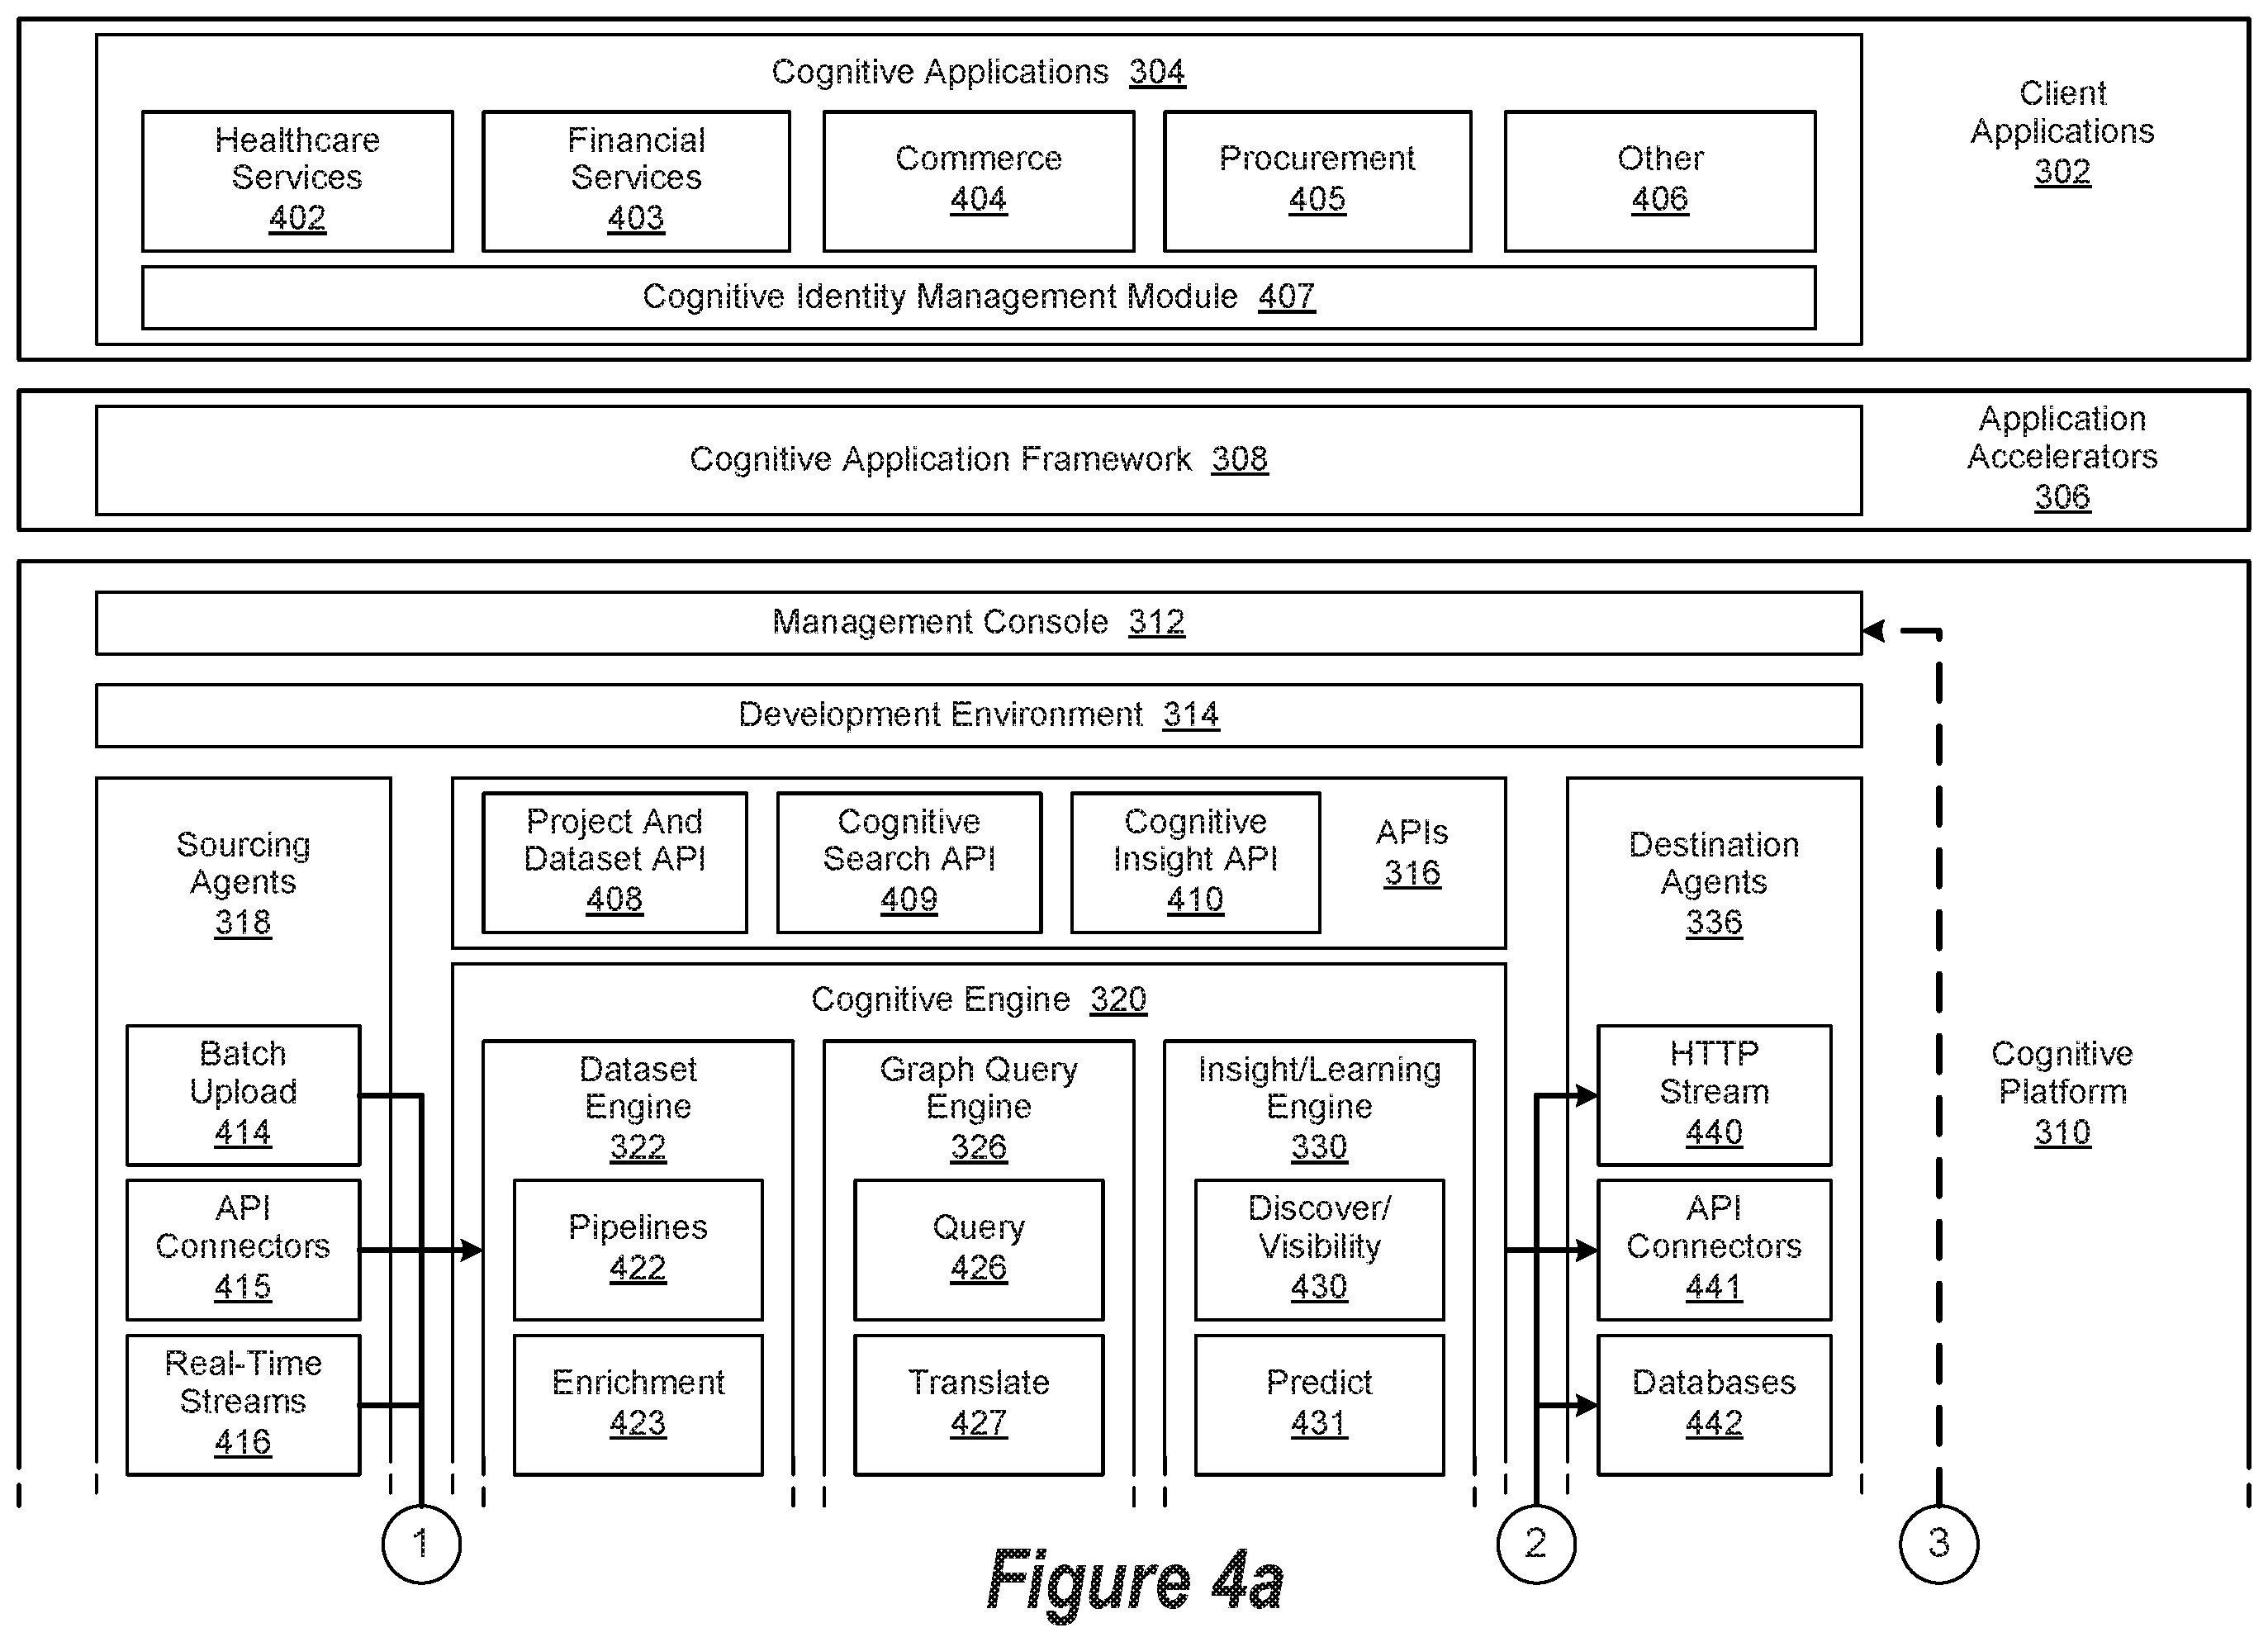 Cognitive Applications 304
Client
Applications
302
Healthcare
Services
402
Financial
Services
403
Commerce
404
Procurement
405
Other
406
Cognitive Identity Management Module 407
Cognitive Application Framework 308
Application
Accelerators
306
Management Console 312
Development Environment 314
Sourcing
Agents
318
Project And
Dataset API
408
Cognitive
Search API
409
Cognitive
Insight API
410
APIs
316
Destination
Agents
336
Cognitive Engine 320
Batch
Upload
414
API
Connectors
415
Real-Time
Streams
416
Dataset
Engine
322
Pipelines
422
Enrichment
423
Graph Query
Engine
326
Query
426
Translate
427
Insight/Learning
Engine
330
Discover/
Visibility
430
Predict
431
HTTP
Stream
440
API
Connectors
441
Databases
442
Cognitive
Platform
310
1
2
3
Figure 4a